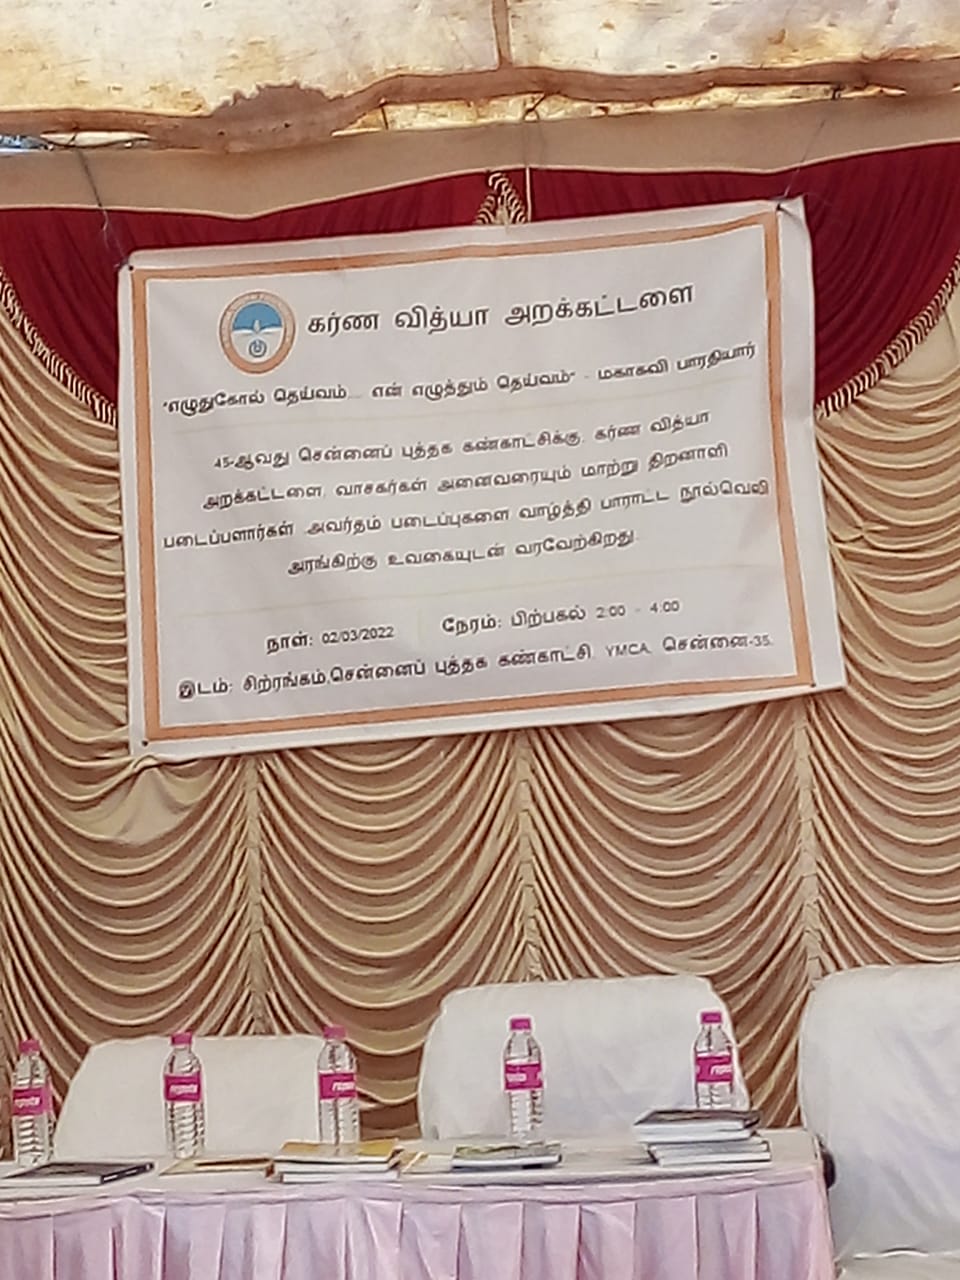 கர்ண வித்யா அறக்கட்டளை
"எழுதுகோல் தெய்வம்.... என் எழுத்தும் தெய்வம்" - மகாகவி பாரதியார்
45-ஆவது சென்னைப் புத்தக கண்காட்சிக்கு, கர்ண வித்யா
அறக்கட்டளை, வாசகர்கள் அனைவரையும் மாற்று திறனாளி
படைப்பளார்கள் அவர்தம் படைப்புகளை வாழ்த்தி பாராட்ட நூல்வெலி
அரங்கிற்கு உவகையுடன் வரவேற்கிறது.
நாள்: 02/03/2022 நேரம்: பிற்பகல் 2:00 - 4:00
இடம்: சிற்ரங்கம்,சென்னைப் புத்தக கண்காட்சி, YMCA, சென்னை-35.